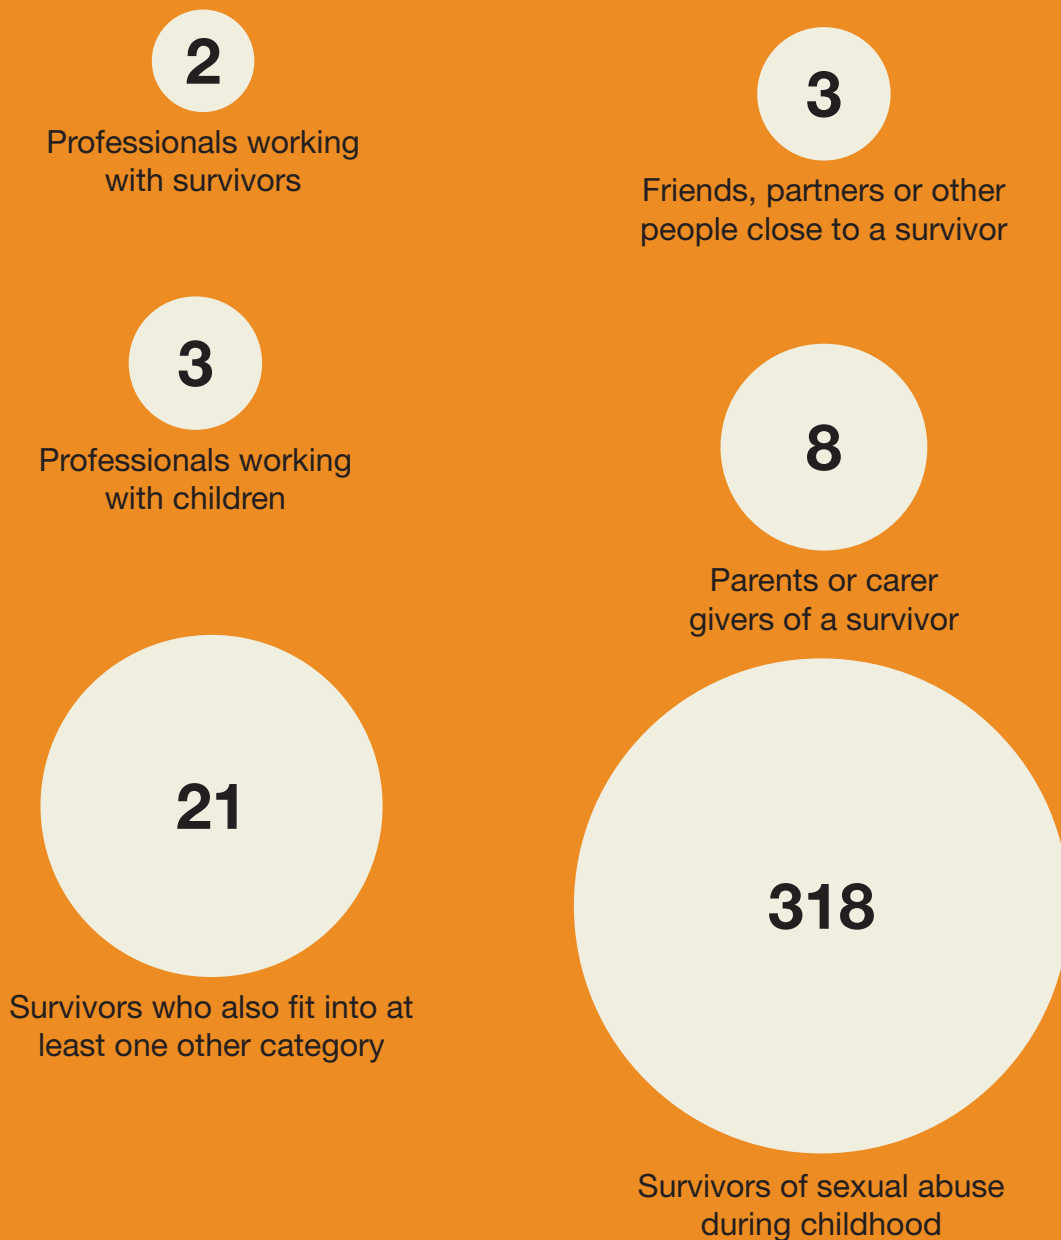 2
Professionals working
with survivors
3
Friends, partners or other
people close to a survivor
3
Professionals working
with children
8
Parents or carer
givers of a survivor
21
Survivors who also fit into at
least one other category
318
Survivors of sexual abuse
during childhood